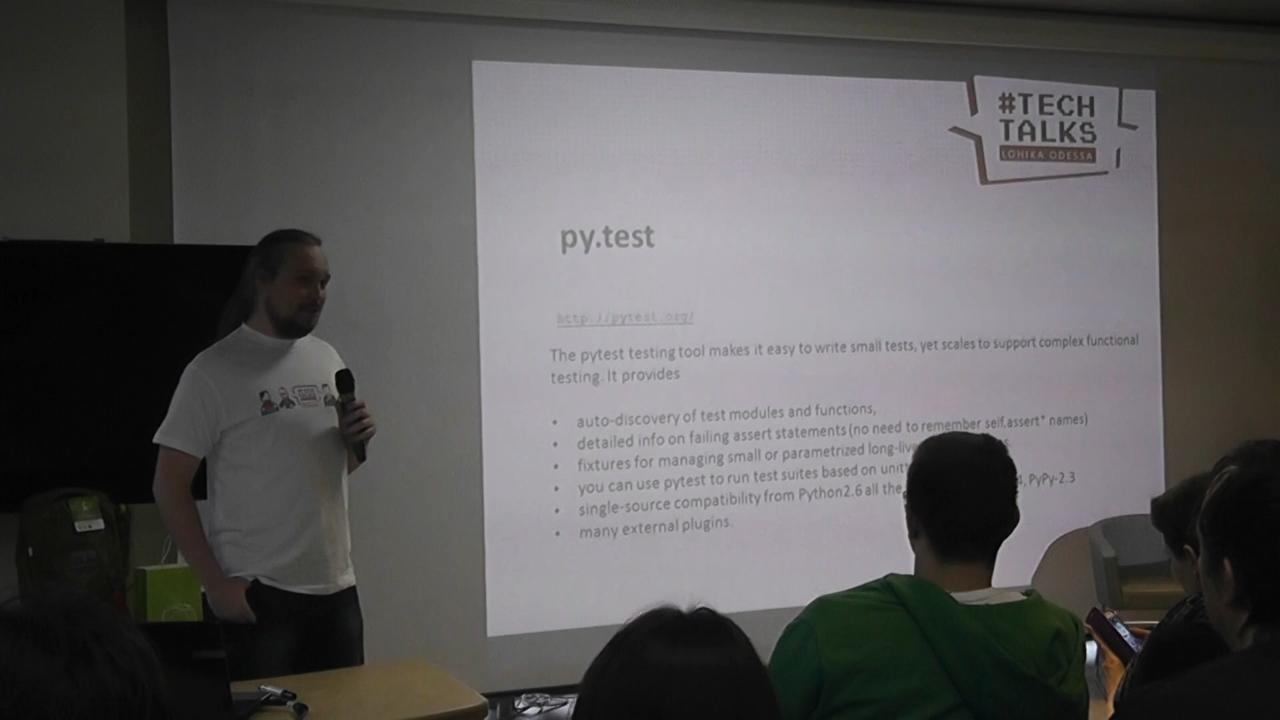 #TECH
TALKS
LOHIKA ODESSA
py.test
http://pytest.org/
The pytest testing tool makes it easy to write small tests, yet scales to support complex functional
testing. It provides
• auto-discovery of test modules and functions,
• detailed info on failing assert statements (no need to remember self.assert* names)
• fixtures for managing small or parametrized long-liv
• you can use pytest to run test suites based on unitt
• single-source compatibility from Python2.6 all the 4, PyPy-2.3
• many external plugins.